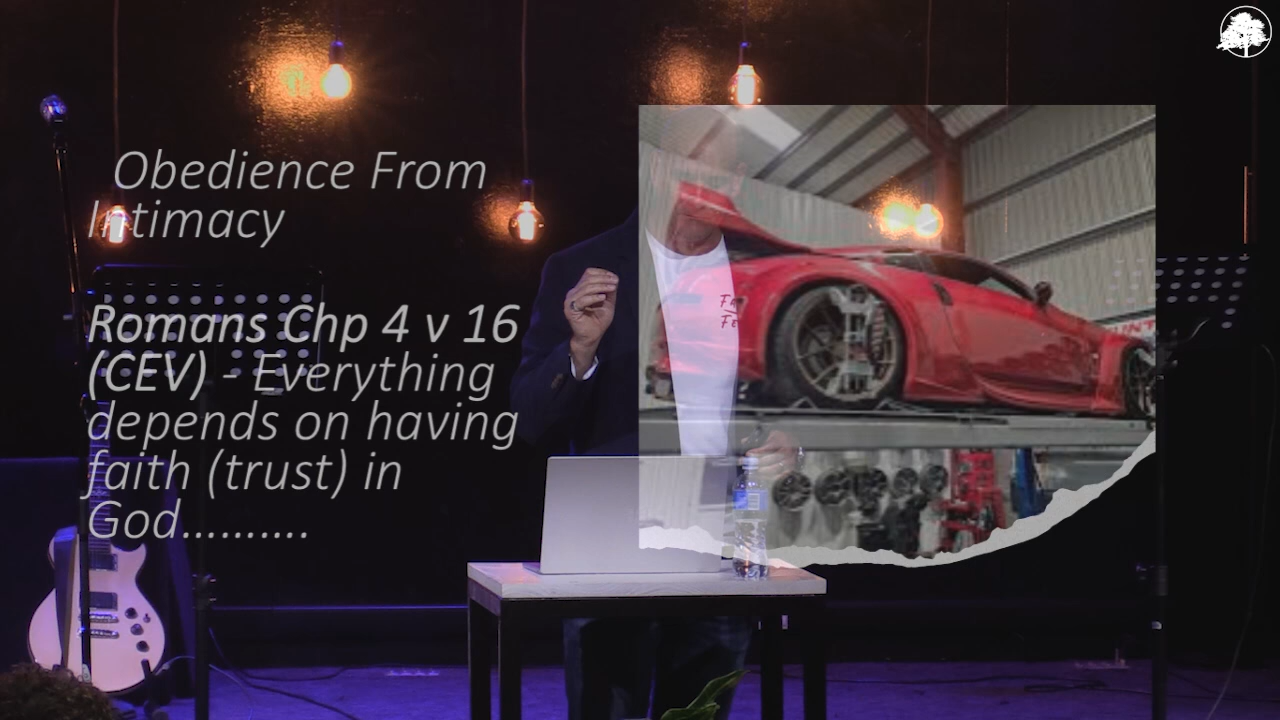 Obedience From
Intimacy
Romans Chp 4 v 16
(CEV) - Everything
depends on having
faith (trust) in
God..........